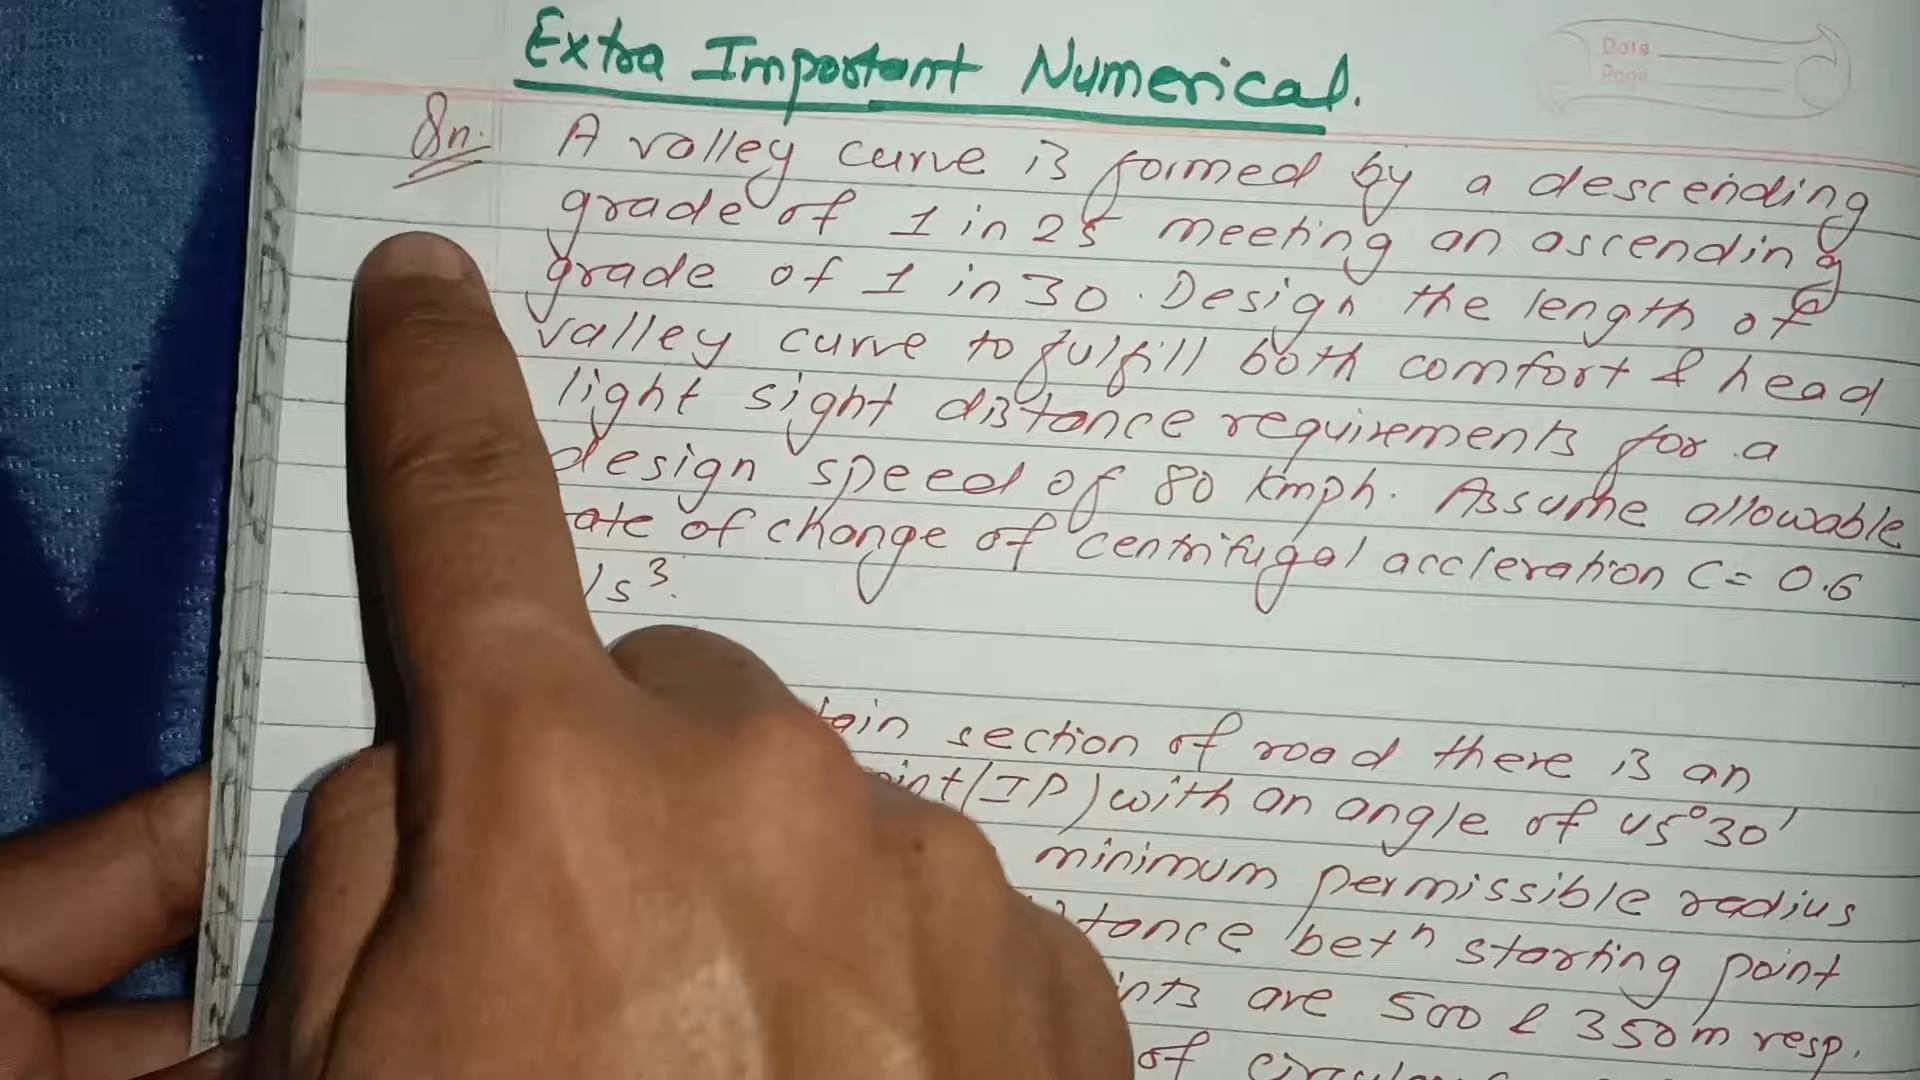 Extra Important Numerical.
Date
Page
Qn. A valley curve is formed by a descending
grade of 1 in 25 meeting an ascending
grade of 1 in 30. Design the length of
valley curve to fulfill both comfort & head
light sight distance requirements for a
design speed of 80 kmph. Assume allowable
ate of change of centrifugal accleration C = 0.6
/s³.
tain section of road there is an
int (IP) with an angle of 45°30'
minimum permissible radius
tance betⁿ starting point
ints are 500 & 350m resp.
of